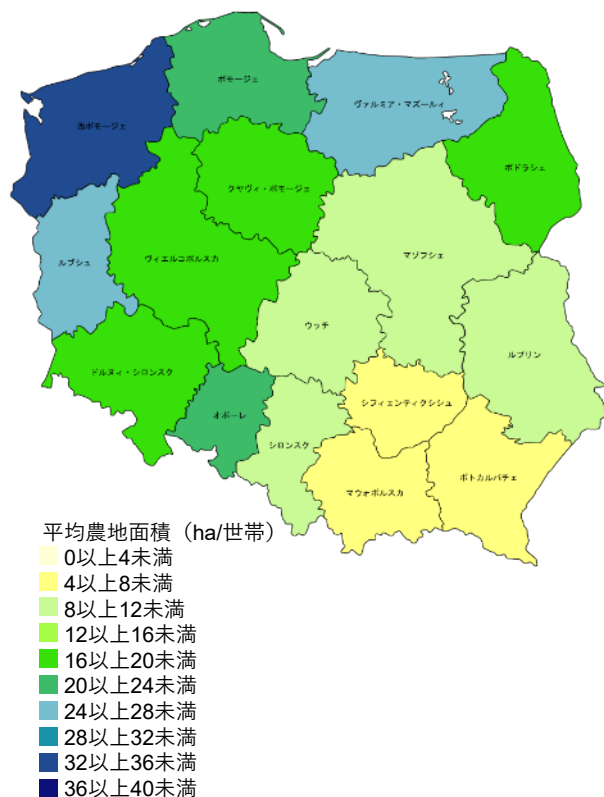 ポモージェ
ヴァルミア・マズールィ
西ポモージェ
ポドラシェ
クヤヴィ・ポモージェ
マゾフシェ
ルブシュ
ヴィエルコポルスカ
ウッチ
ルブリン
ドルヌィ・シロンスク
シフィェンティクシシュ
オポーレ
シロンスク
マウォポルスカ
ポトカルパチェ
平均農地面積（ha/世帯）
0以上4未満
4以上8未満
8以上12未満
12以上16未満
16以上20未満
20以上24未満
24以上28未満
28以上32未満
32以上36未満
36以上40未満